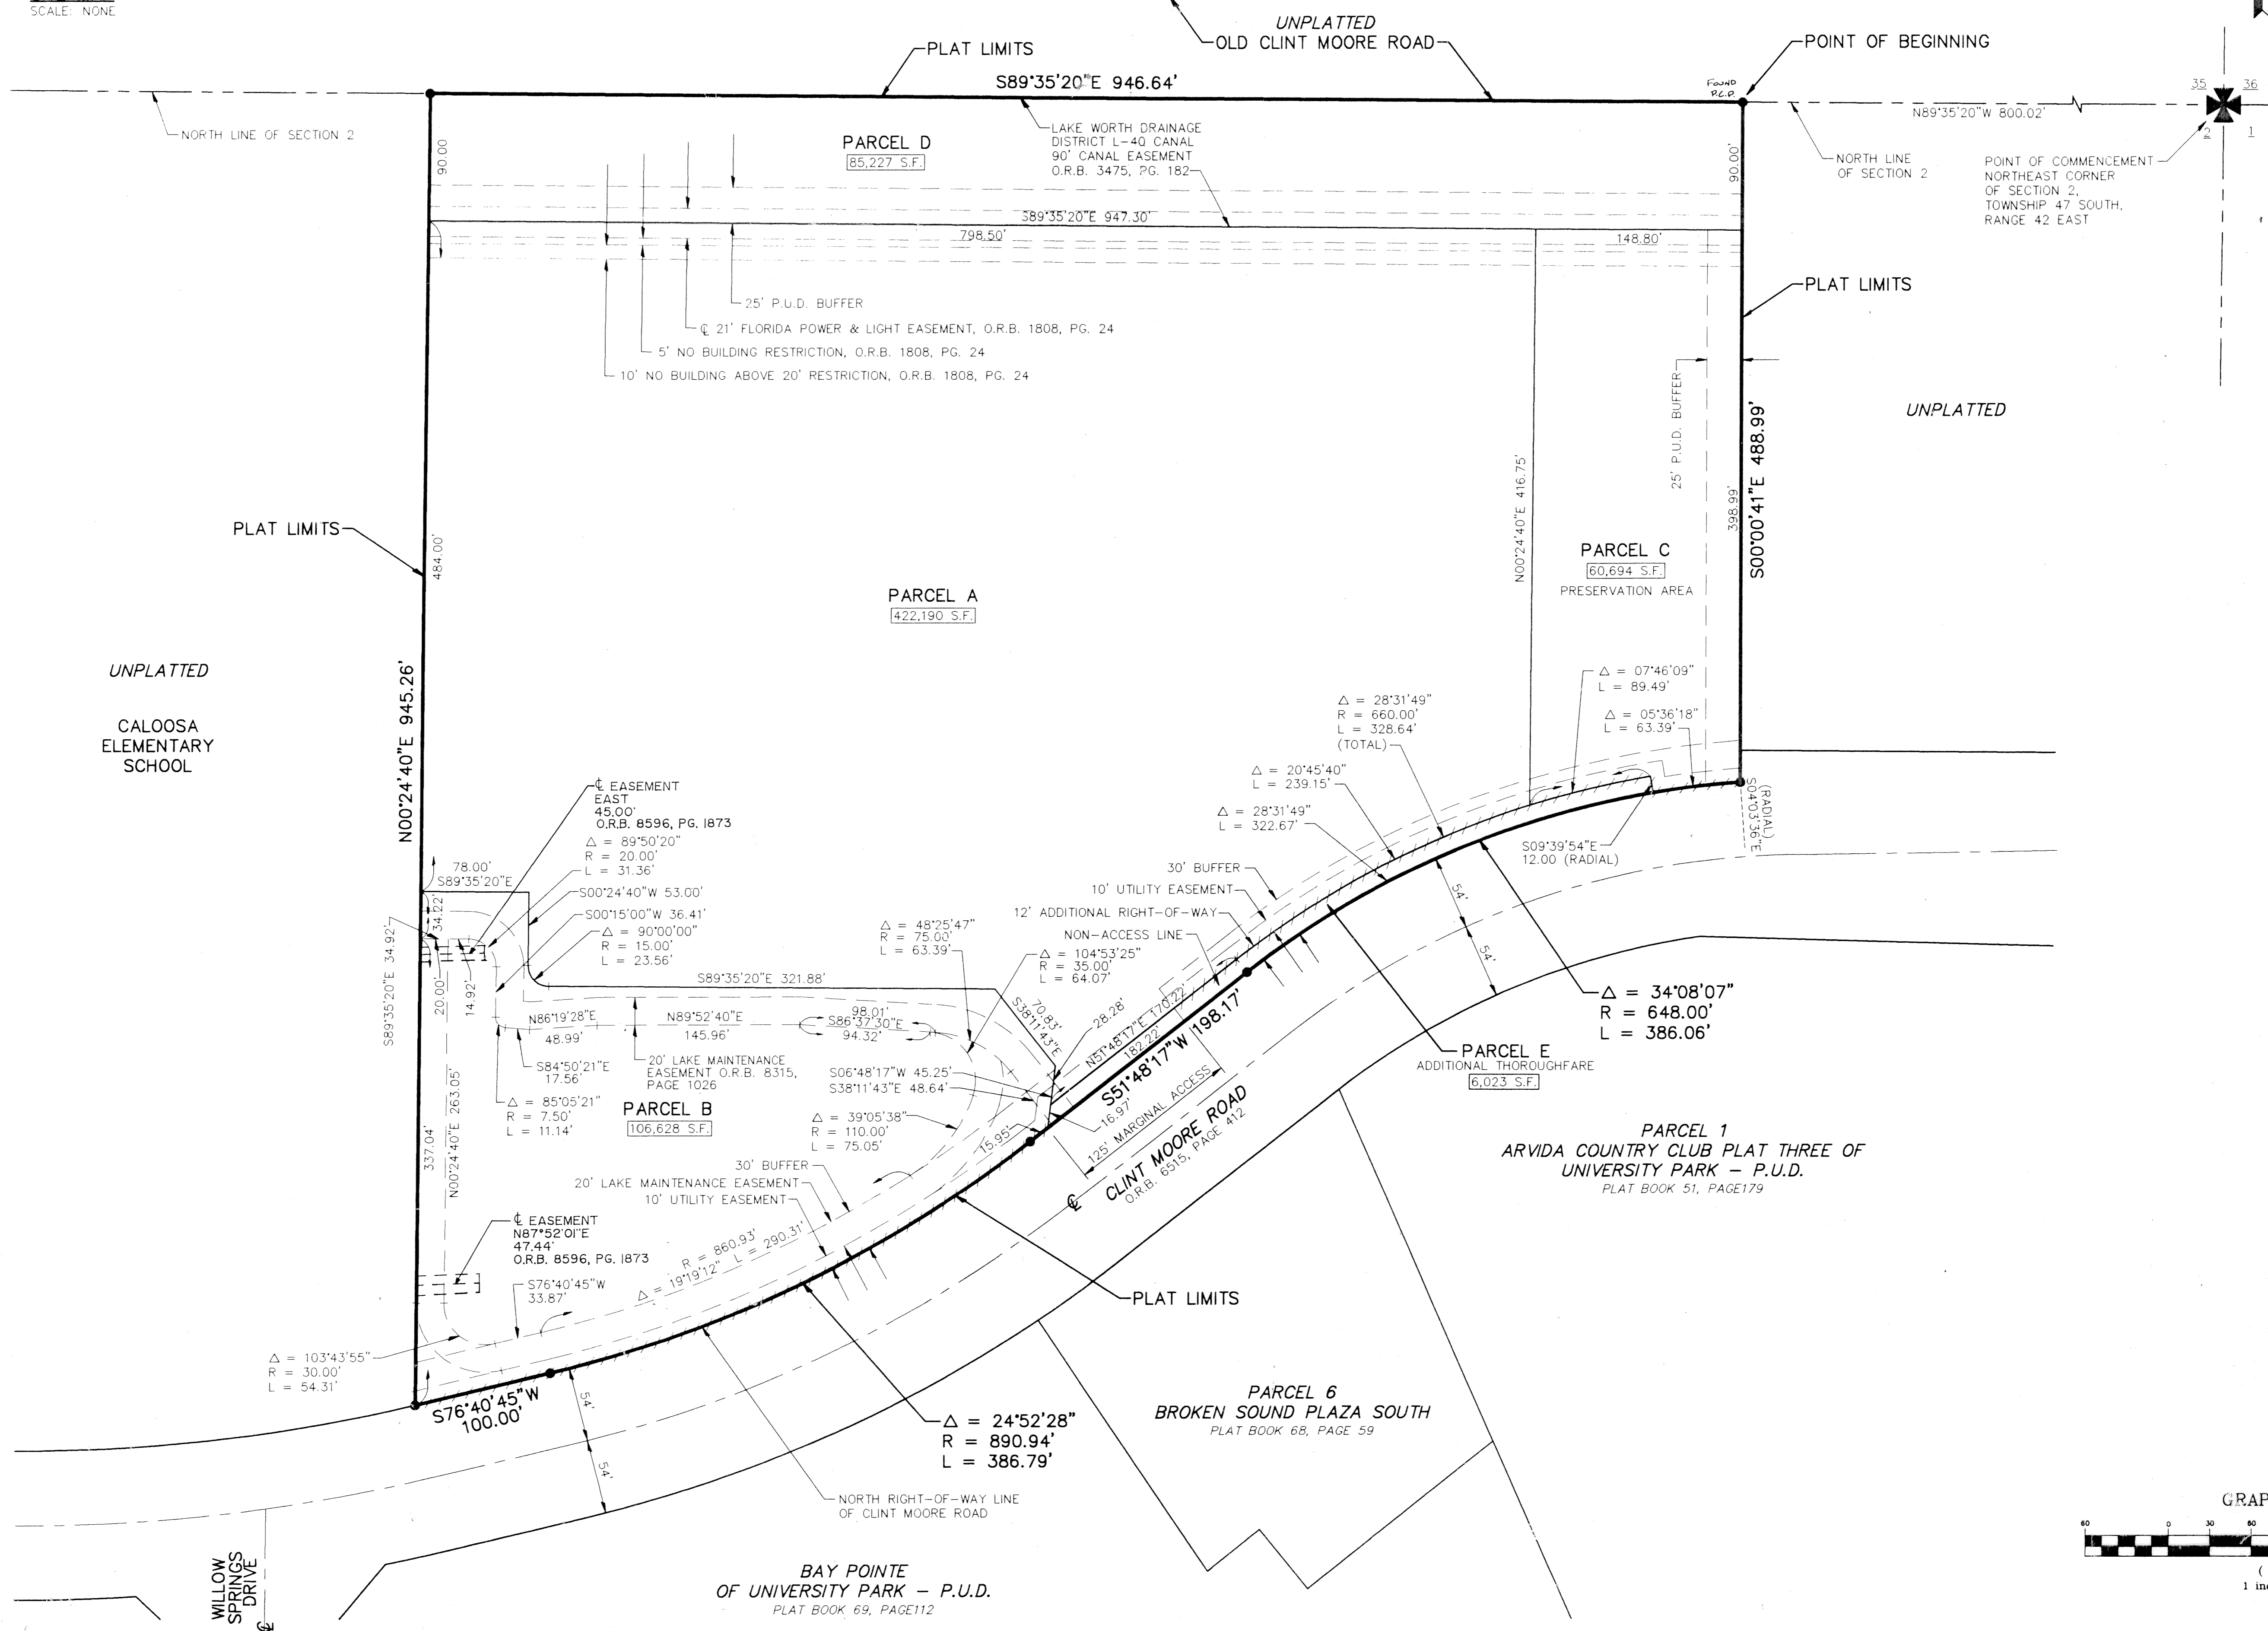 SCALE: NONE
UNPLATTED
OLD CLINT MOORE ROAD
PLAT LIMITS
POINT OF BEGINNING
S89°35'20"E 946.64'
FOUND
P.C.P.
35
36
2
1
N89°35'20"W 800.02'
NORTH LINE OF SECTION 2
NORTH LINE
OF SECTION 2
POINT OF COMMENCEMENT
NORTHEAST CORNER
OF SECTION 2,
TOWNSHIP 47 SOUTH,
RANGE 42 EAST
90.00
PARCEL D
85,227 S.F.
LAKE WORTH DRAINAGE
DISTRICT L-40 CANAL
90' CANAL EASEMENT
O.R.B. 3475, PG. 182
90.00'
S89°35'20"E 947.30'
798.50'
148.80'
25' P.U.D. BUFFER
℄ 21' FLORIDA POWER & LIGHT EASEMENT, O.R.B. 1808, PG. 24
5' NO BUILDING RESTRICTION, O.R.B. 1808, PG. 24
10' NO BUILDING ABOVE 20' RESTRICTION, O.R.B. 1808, PG. 24
PLAT LIMITS
25' P.U.D. BUFFER
UNPLATTED
N00°24'40"E 416.75'
398.99'
S00°00'41"E 488.99'
PLAT LIMITS
484.00'
PARCEL C
60,694 S.F.
PRESERVATION AREA
PARCEL A
422,190 S.F.
UNPLATTED
CALOOSA
ELEMENTARY
SCHOOL
N00°24'40"E 945.26'
△ = 07°46'09"
L = 89.49'
△ = 05°36'18"
L = 63.39'
△ = 28°31'49"
R = 660.00'
L = 328.64'
(TOTAL)
△ = 20°45'40"
L = 239.15'
△ = 28°31'49"
L = 322.67'
S09°39'54"E
12.00 (RADIAL)
(RADIAL)
S04°03'36"E
℄ EASEMENT
EAST
45.00'
O.R.B. 8596, PG. 1873
△ = 89°50'20"
R = 20.00'
L = 31.36'
78.00'
S89°35'20"E
S00°24'40"W 53.00'
S00°15'00"W 36.41'
△ = 90°00'00"
R = 15.00'
L = 23.56'
34.22'
S89°35'20"E 34.92'
20.00'
14.92'
S89°35'20"E 321.88'
△ = 48°25'47"
R = 75.00'
L = 63.39'
△ = 104°53'25"
R = 35.00'
L = 64.07'
30' BUFFER
10' UTILITY EASEMENT
12' ADDITIONAL RIGHT-OF-WAY
NON-ACCESS LINE
54'
54'
△ = 34°08'07"
R = 648.00'
L = 386.06'
70.83'
S38°11'43"E
28.28'
N51°48'17"E 170.22'
182.22'
S51°48'17"W 198.17'
N86°19'28"E
48.99'
N89°52'40"E
145.96'
98.01'
S86°37'30"E
94.32'
S84°50'21"E
17.56'
20' LAKE MAINTENANCE
EASEMENT O.R.B. 8315,
PAGE 1026
S06°48'17"W 45.25'
S38°11'43"E 48.64'
PARCEL E
ADDITIONAL THOROUGHFARE
6,023 S.F.
△ = 85°05'21"
R = 7.50'
L = 11.14'
PARCEL B
106,628 S.F.
△ = 39°05'38"
R = 110.00'
L = 75.05'
16.97'
15.95'
125' MARGINAL ACCESS
℄
CLINT MOORE ROAD
O.R.B. 6515, PAGE 412
337.04'
N00°24'40"E 263.05'
PARCEL 1
ARVIDA COUNTRY CLUB PLAT THREE OF
UNIVERSITY PARK - P.U.D.
PLAT BOOK 51, PAGE179
30' BUFFER
20' LAKE MAINTENANCE EASEMENT
10' UTILITY EASEMENT
℄ EASEMENT
N87°52'01"E
47.44'
O.R.B. 8596, PG. 1873
S76°40'45"W
33.87'
R = 860.93'
△ = 19°19'12" L = 290.31'
PLAT LIMITS
△ = 103°43'55"
R = 30.00'
L = 54.31'
S76°40'45"W
100.00'
54'
54'
△ = 24°52'28"
R = 890.94'
L = 386.79'
PARCEL 6
BROKEN SOUND PLAZA SOUTH
PLAT BOOK 68, PAGE 59
NORTH RIGHT-OF-WAY LINE
OF CLINT MOORE ROAD
WILLOW
SPRINGS
DRIVE
℄
BAY POINTE
OF UNIVERSITY PARK - P.U.D.
PLAT BOOK 69, PAGE112
GRAP
60 0 30 60
(
1 in